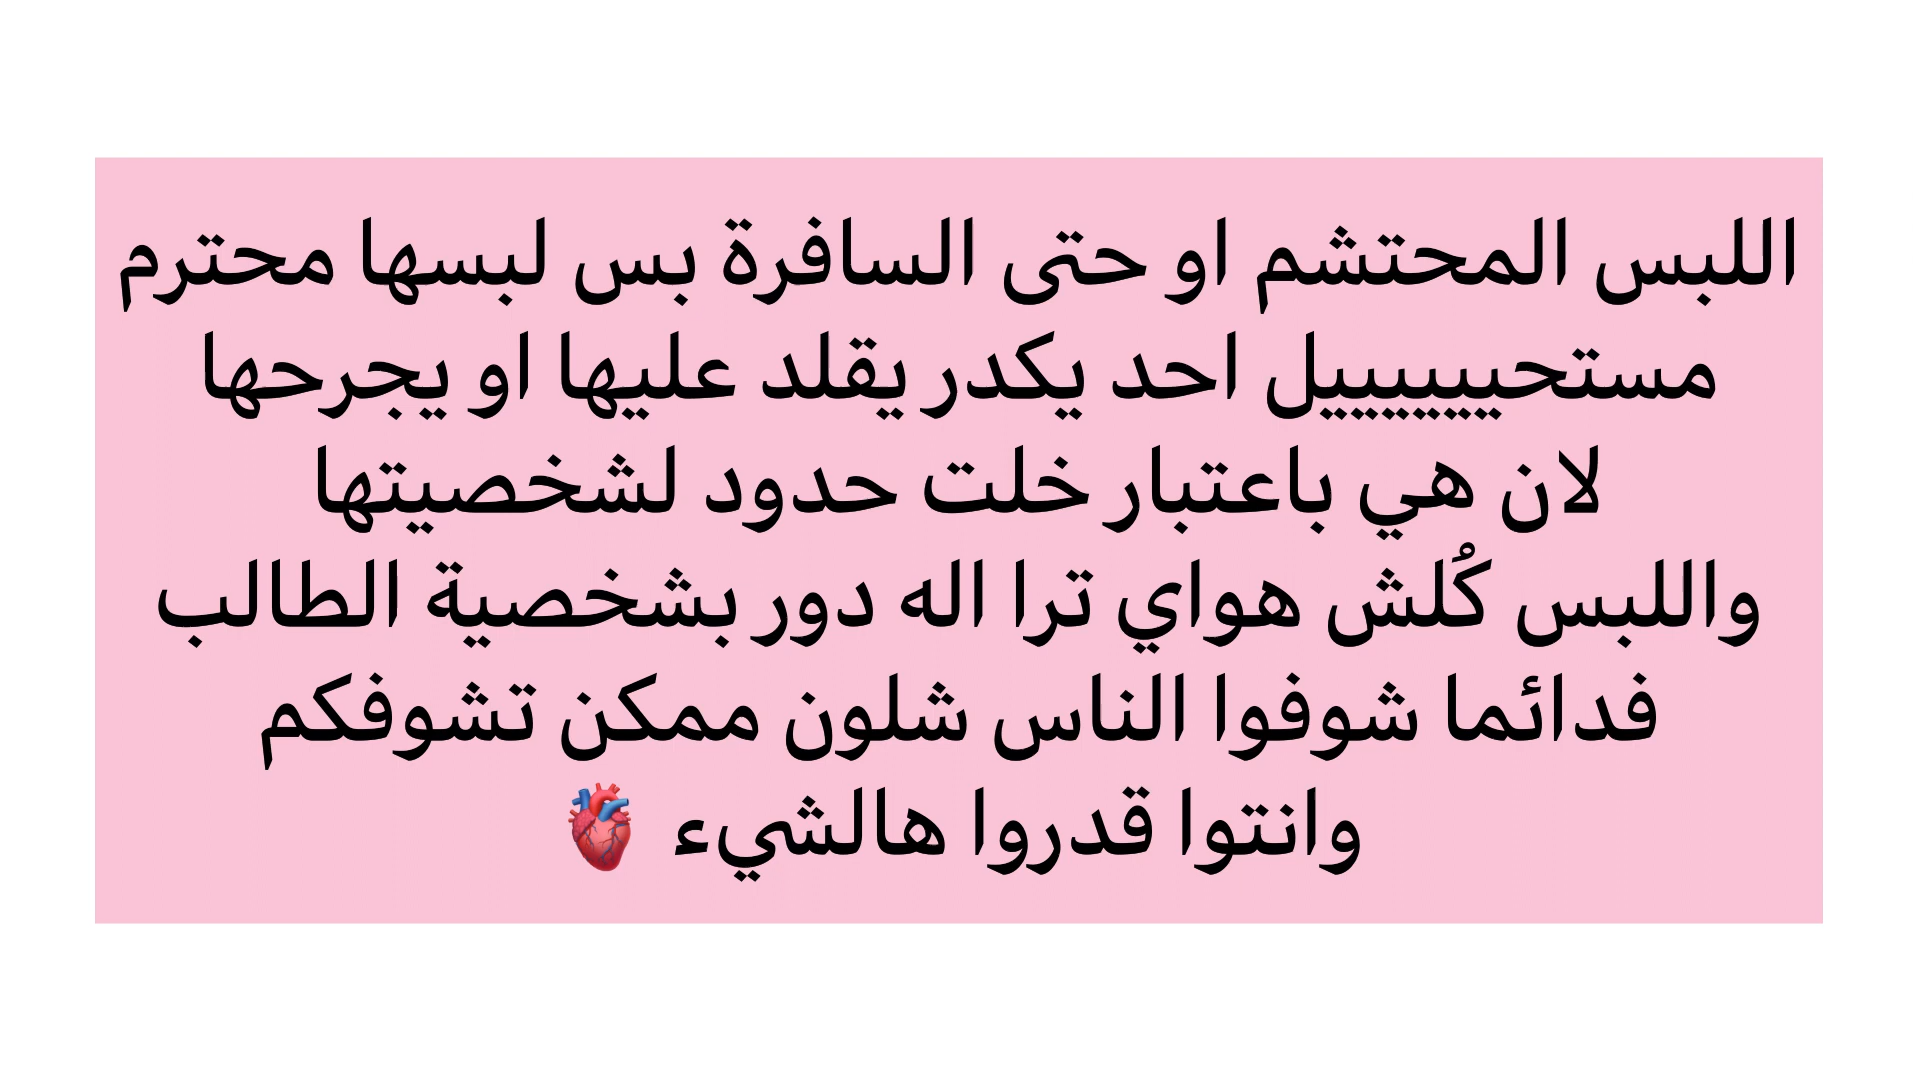 اللبس المحتشم او حتى السافرة بس لبسها محترم
مستحيييييييل احد يكدر يقلد عليها او يجرحها
لان هي باعتبار خلت حدود لشخصيتها
واللبس كُلش هواي ترا اله دور بشخصية الطالب
فدائما شوفوا الناس شلون ممكن تشوفكم
وانتوا قدروا هالشيء 🫀